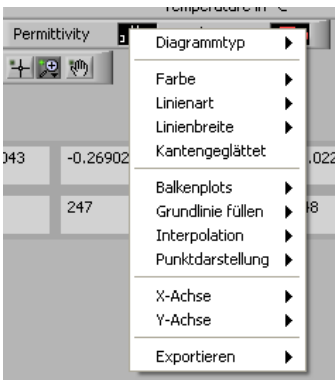 Temperature in °C
Permittivity
Diagrammtyp
Farbe
Linienart
Linienbreite
Kantengeglättet
043 -0.26902 .022
Balkenplots
247 48
Grundlinie füllen
Interpolation
Punktdarstellung
X-Achse
Y-Achse
Exportieren